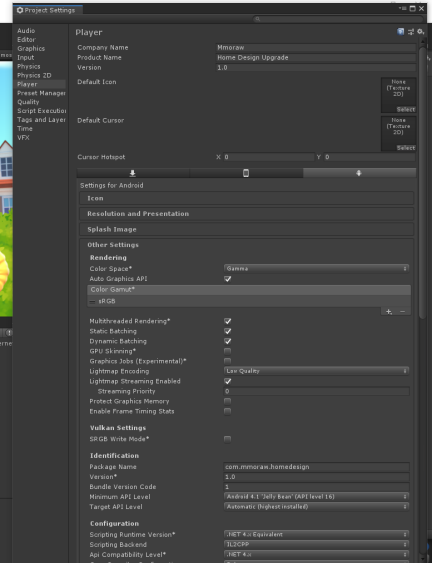 Project Settings
Audio
Editor
Graphics
Input
Physics
Physics 2D
Player
Preset Manager
Quality
Script Execution
Tags and Layer
Time
VFX
Player
Company Name Mmoraw
Product Name Home Design Upgrade
Version 1.0
Default Icon
None
(Texture
2D)
Select
Default Cursor
None
(Texture
2D)
Select
Cursor Hotspot X 0 Y 0
Settings for Android
Icon
Resolution and Presentation
Splash Image
Other Settings
Rendering
Color Space* Gamma
Auto Graphics API
Color Gamut*
sRGB
Multithreaded Rendering*
Static Batching
Dynamic Batching
GPU Skinning*
Graphics Jobs (Experimental)*
Lightmap Encoding Low Quality
Lightmap Streaming Enabled
Streaming Priority 0
Protect Graphics Memory
Enable Frame Timing Stats
Vulkan Settings
SRGB Write Mode*
Identification
Package Name com.mmoraw.homedesign
Version* 1.0
Bundle Version Code 1
Minimum API Level Android 4.1 'Jelly Bean' (API level 16)
Target API Level Automatic (highest installed)
Configuration
Scripting Runtime Version* .NET 4.x Equivalent
Scripting Backend IL2CPP
Api Compatibility Level* .NET 4.x